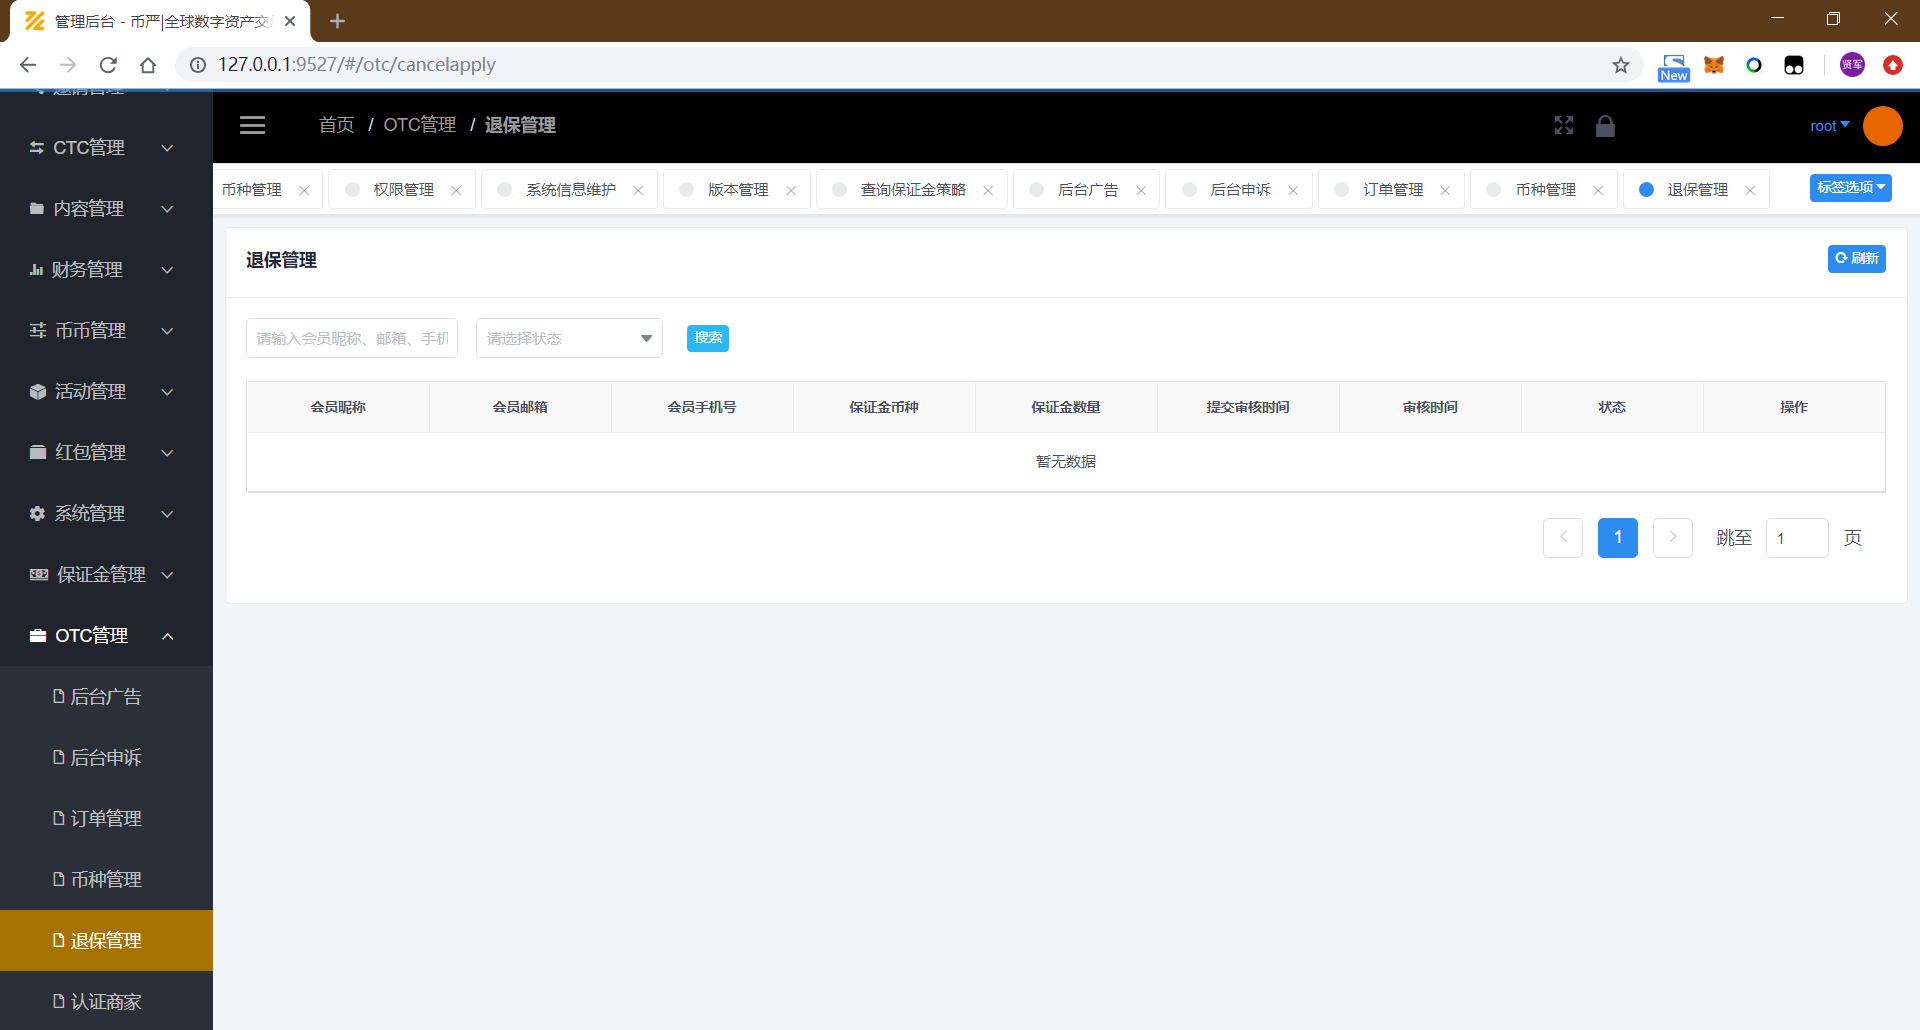 管理后台 - 币严|全球数字资产交
127.0.0.1:9527/#/otc/cancelapply
New
贤军
邀请管理
CTC管理
内容管理
财务管理
币币管理
活动管理
红包管理
系统管理
保证金管理
OTC管理
后台广告
后台申诉
订单管理
币种管理
退保管理
认证商家
首页 / OTC管理 / 退保管理
root
币种管理 权限管理 系统信息维护 版本管理 查询保证金策略 后台广告 后台申诉 订单管理 币种管理 退保管理 标签选项
退保管理
刷新
请输入会员昵称、邮箱、手机 请选择状态 搜索
会员昵称 会员邮箱 会员手机号 保证金币种 保证金数量 提交审核时间 审核时间 状态 操作
暂无数据
1 跳至 1 页